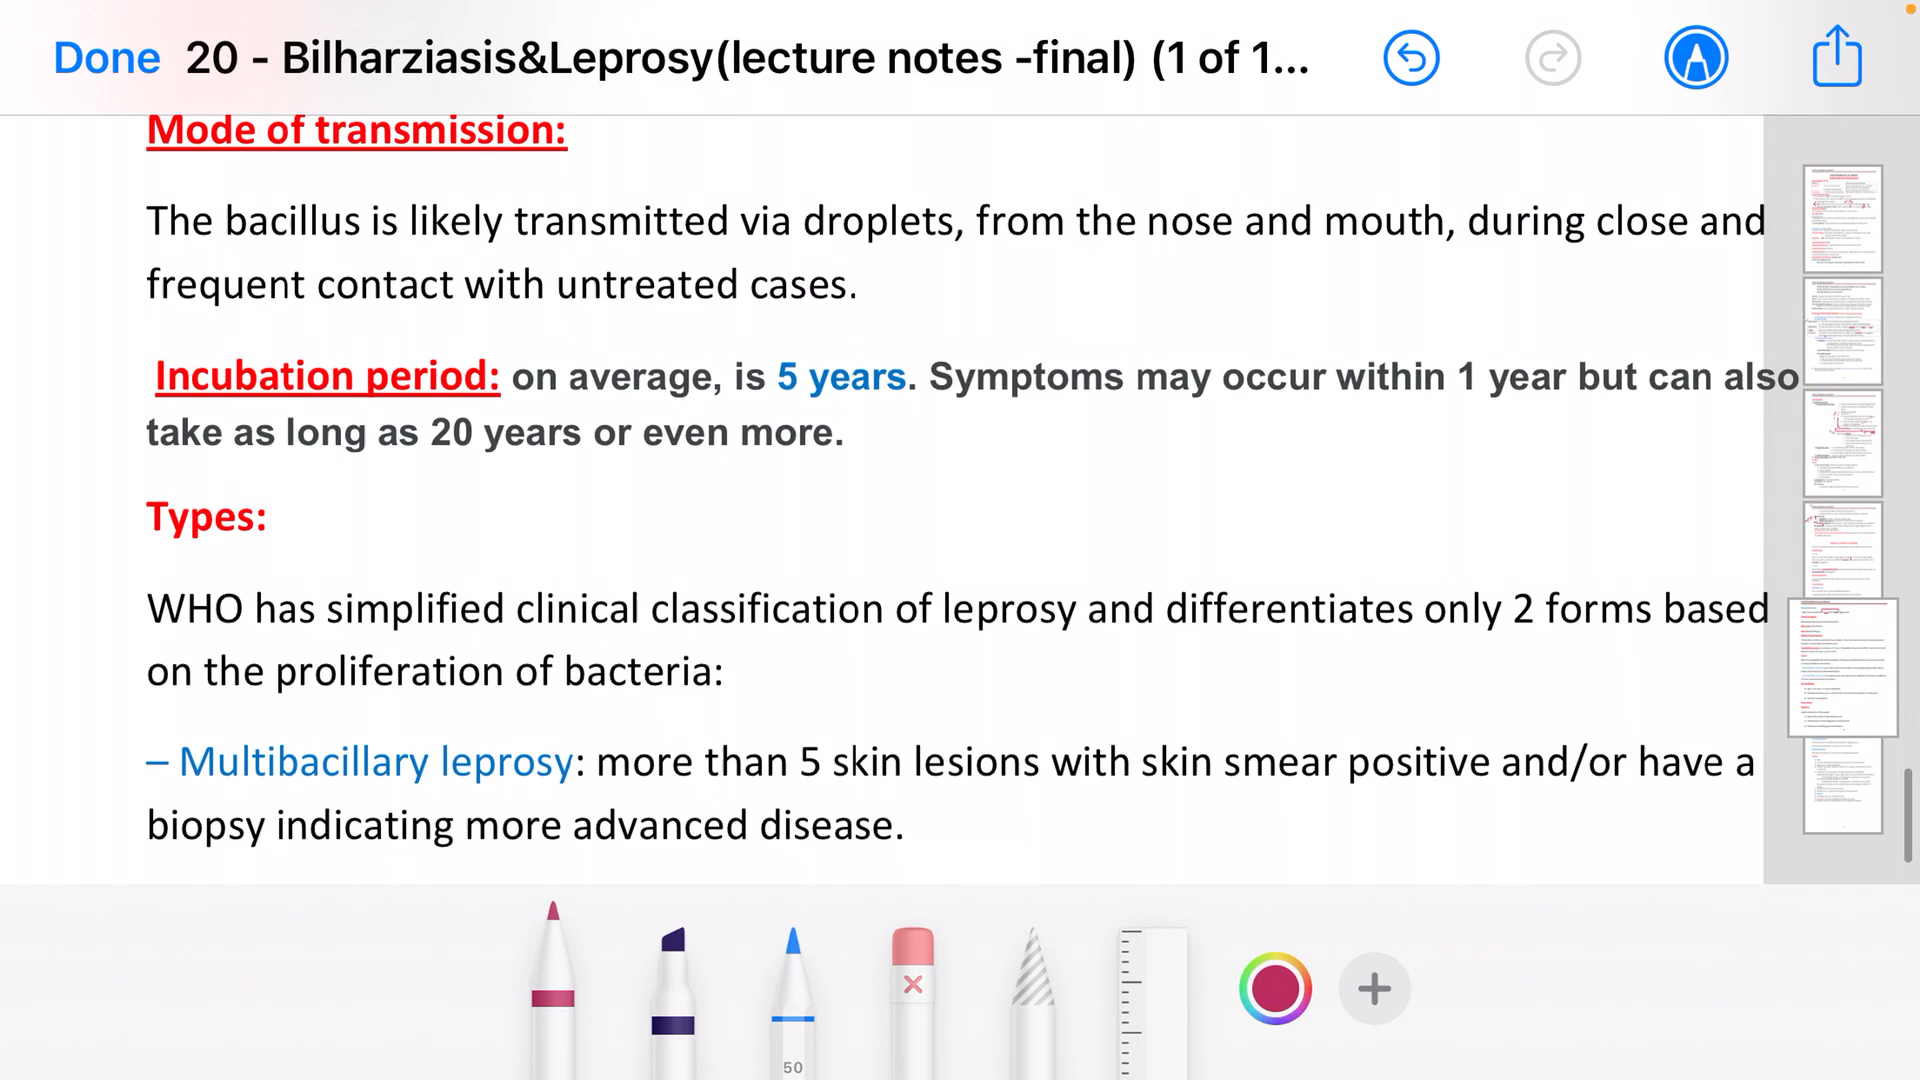 Done 20 - Bilharziasis&Leprosy(lecture notes -final) (1 of 1...
Mode of transmission:
The bacillus is likely transmitted via droplets, from the nose and mouth, during close and
frequent contact with untreated cases.
Incubation period: on average, is 5 years. Symptoms may occur within 1 year but can also
take as long as 20 years or even more.
Types:
WHO has simplified clinical classification of leprosy and differentiates only 2 forms based
on the proliferation of bacteria:
– Multibacillary leprosy: more than 5 skin lesions with skin smear positive and/or have a
biopsy indicating more advanced disease.
50